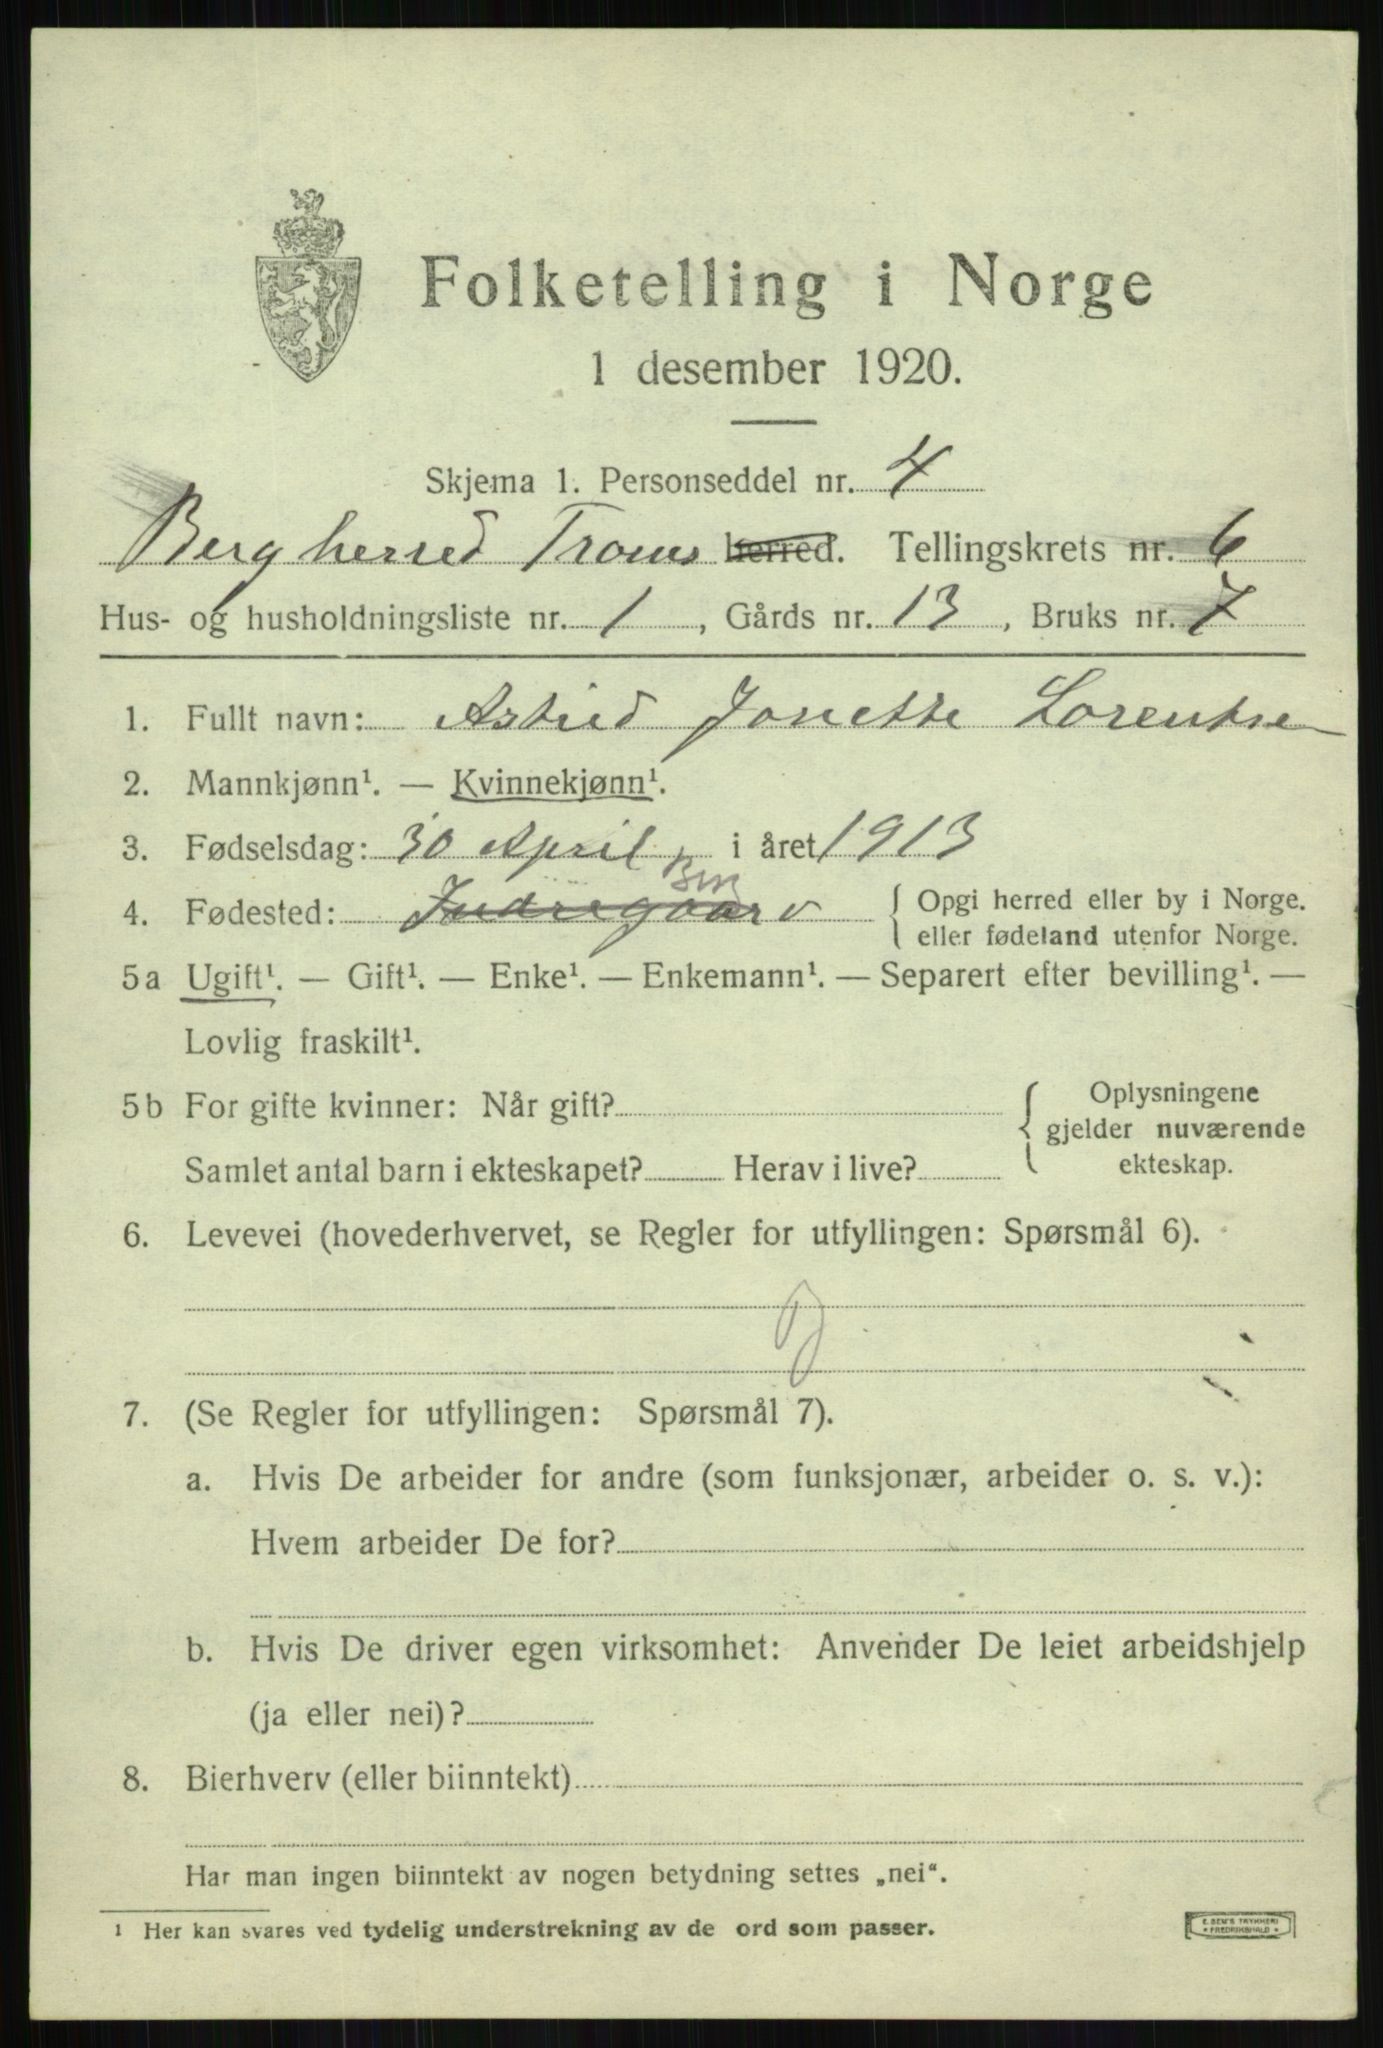 Folketelling i Norge
1 desember 1920.
Skjema 1. Personseddel nr. 4
Berg herred Troms herred. Tellingskrets nr. 6
Hus- og husholdningsliste nr. 1, Gårds nr. 13, Bruks nr. 7
1. Fullt navn: Astrid Jonette Lorentsen
2. Mannkjønn¹. — Kvinnekjønn¹.
3. Fødselsdag: 30 April, i året 1913
Berg
4. Fødested: Indregaard { Opgi herred eller by i Norge.
eller fødeland utenfor Norge.
5a Ugift¹. — Gift¹. — Enke¹. — Enkemann¹. — Separert efter bevilling¹. —
Lovlig fraskilt¹.
5b For gifte kvinner: Når gift? { Oplysningene
gjelder nuværende
Samlet antal barn i ekteskapet? Herav i live? ekteskap.
6. Levevei (hovederhvervet, se Regler for utfyllingen: Spørsmål 6).
7. (Se Regler for utfyllingen: Spørsmål 7).
a. Hvis De arbeider for andre (som funksjonær, arbeider o. s. v.):
Hvem arbeider De for?
b. Hvis De driver egen virksomhet: Anvender De leiet arbeidshjelp
(ja eller nei)?
8. Bierhverv (eller biinntekt)
Har man ingen biinntekt av nogen betydning settes „nei“.
¹ Her kan svares ved tydelig understrekning av de ord som passer.
E. SEM'S TRYKKERI
• FREDRIKSHALD •